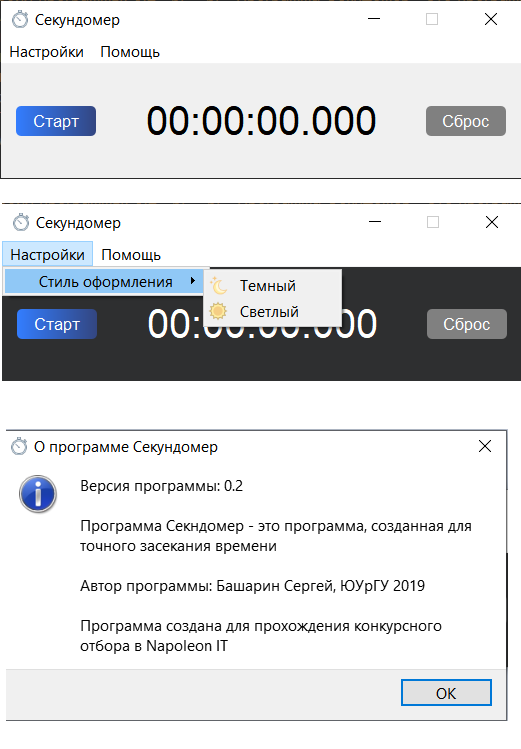 Секундомер
Настройки Помощь
Старт 00:00:00.000 Сброс
Секундомер
Настройки Помощь
Стиль оформления Темный
Светлый
Старт 00:00:00.000 Сброс
О программе Секундомер
Версия программы: 0.2
Программа Секндомер - это программа, созданная для
точного засекания времени
Автор программы: Башарин Сергей, ЮУрГУ 2019
Программа создана для прохождения конкурсного
отбора в Napoleon IT
OK